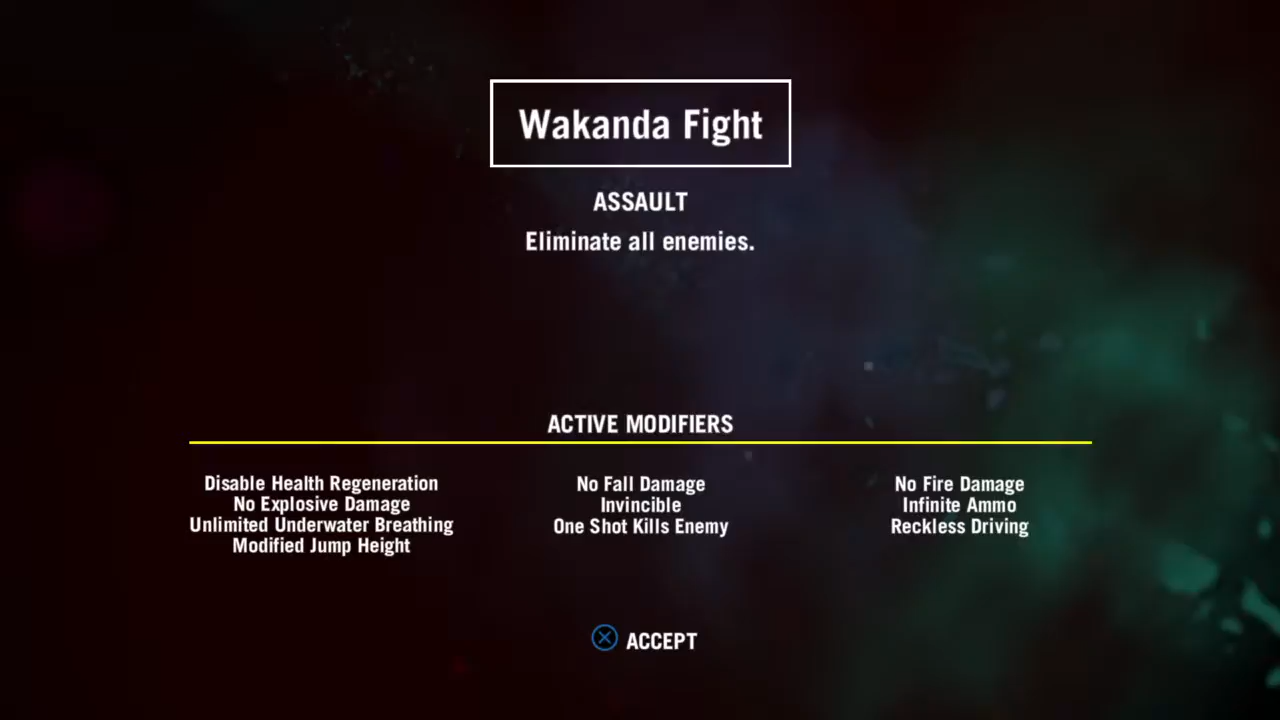 Wakanda Fight
ASSAULT
Eliminate all enemies.
ACTIVE MODIFIERS
Disable Health Regeneration
No Explosive Damage
Unlimited Underwater Breathing
Modified Jump Height
No Fall Damage
Invincible
One Shot Kills Enemy
No Fire Damage
Infinite Ammo
Reckless Driving
ACCEPT